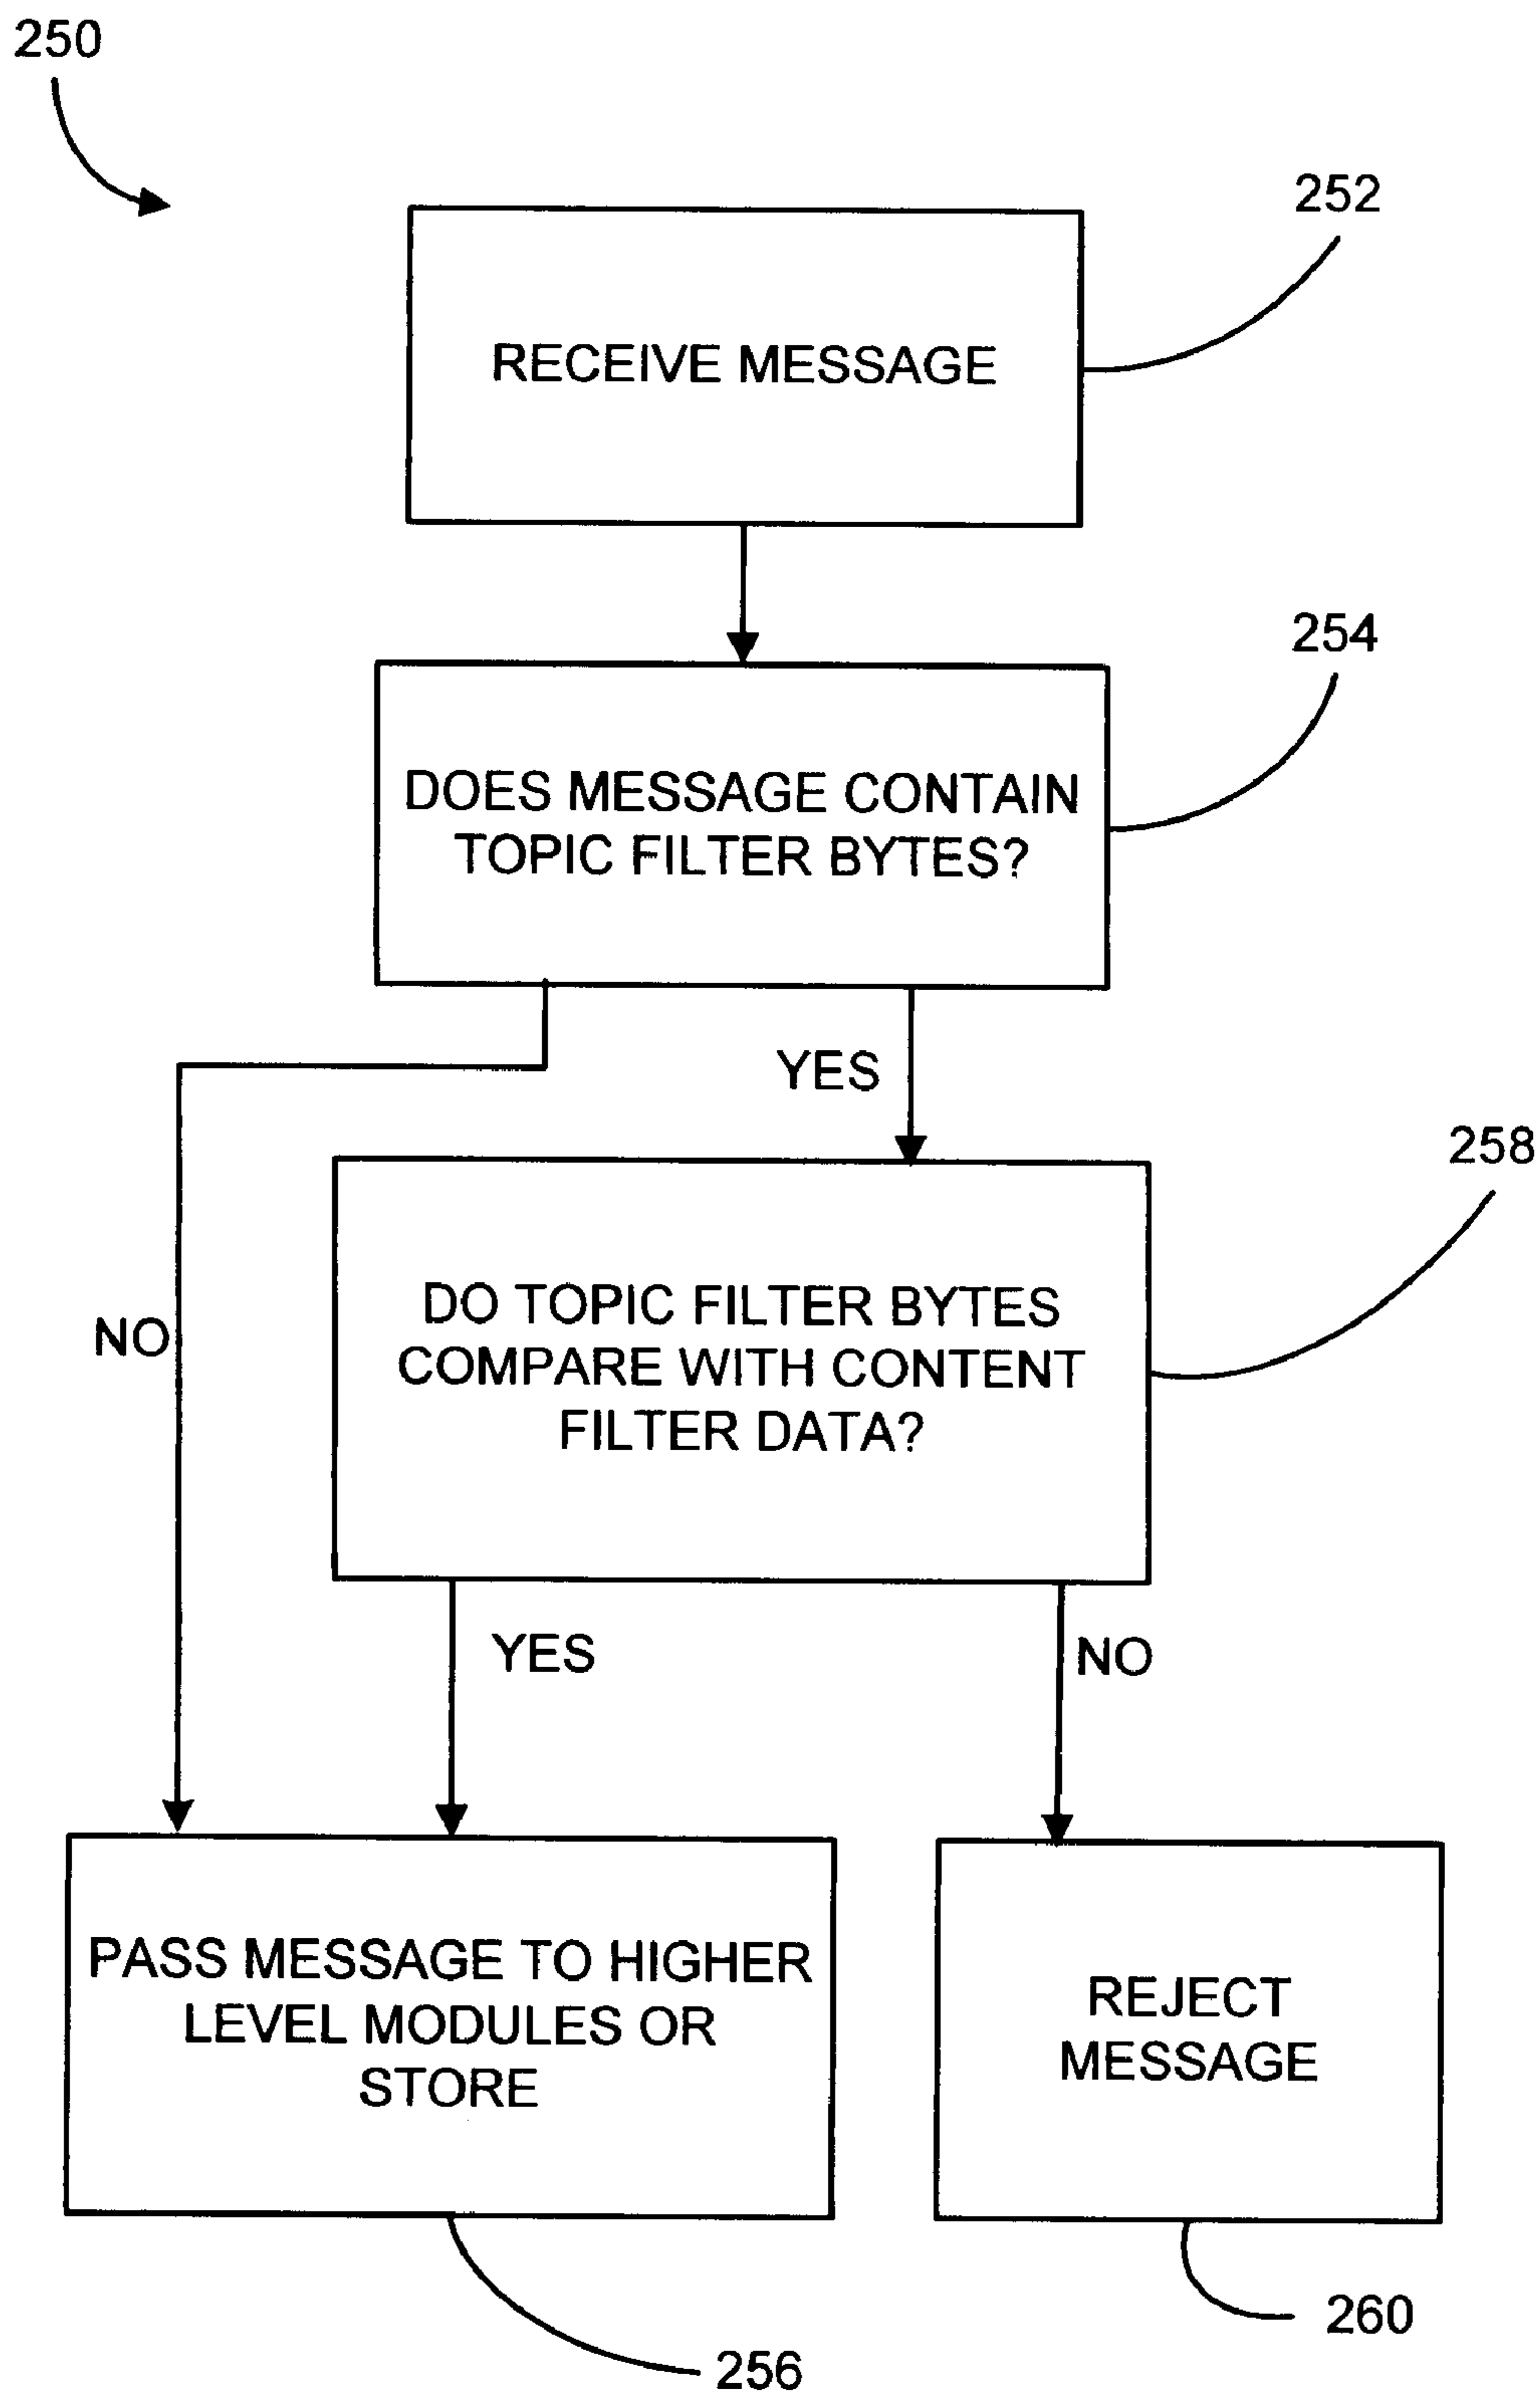 250
252
RECEIVE MESSAGE
254
DOES MESSAGE CONTAIN
TOPIC FILTER BYTES?
YES
258
NO
DO TOPIC FILTER BYTES
COMPARE WITH CONTENT
FILTER DATA?
YES
NO
PASS MESSAGE TO HIGHER
LEVEL MODULES OR
STORE
REJECT
MESSAGE
260
256